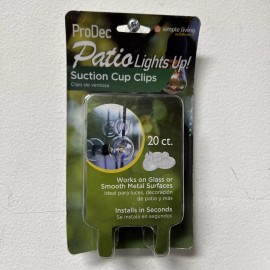 ProDec
simple living
Patio Lights Up!
Suction Cup Clips
Clips de ventosa
20 ct.
Works on Glass or
Smooth Metal Surfaces
Ideal para luces, decoración
de patio y más
Installs in Seconds
Se instala en segundos